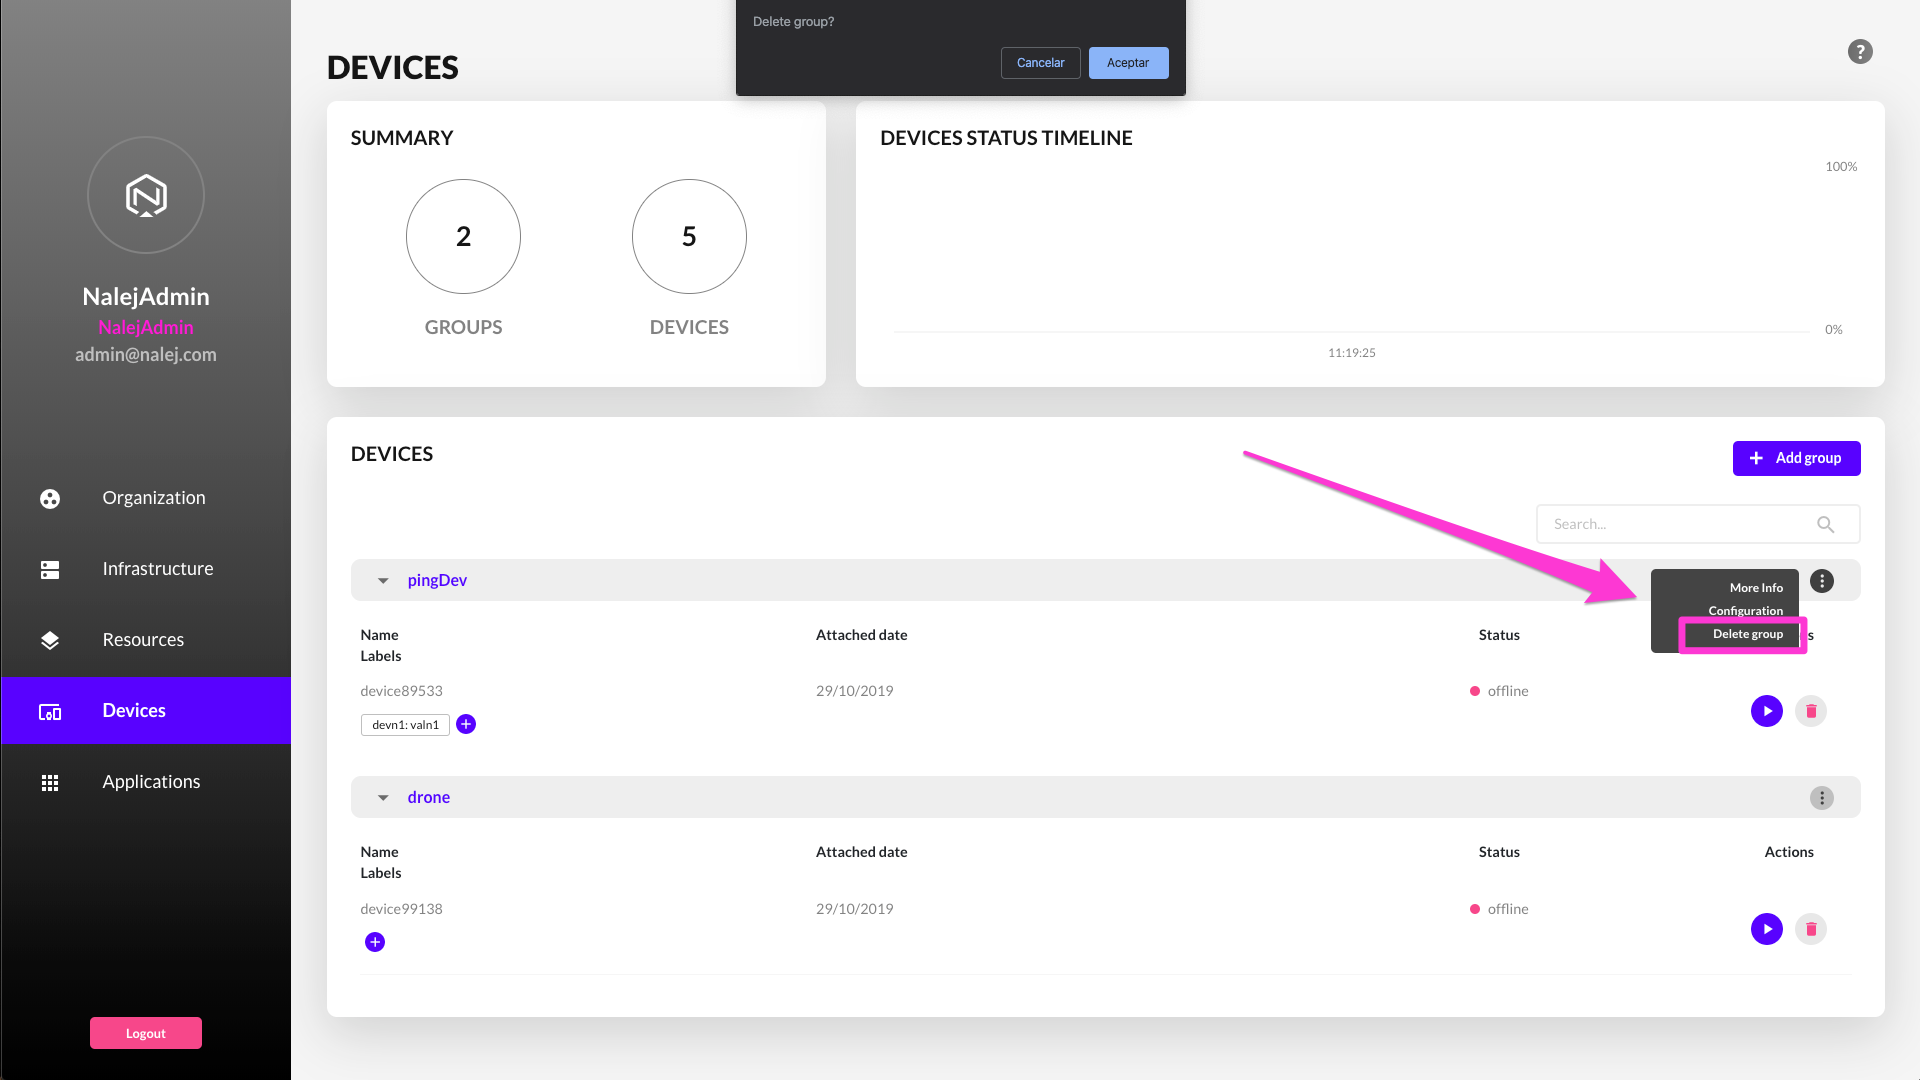 Delete group?
Cancelar
Aceptar
DEVICES
?
SUMMARY
2
5
GROUPS
DEVICES
DEVICES STATUS TIMELINE
100%
0%
11:19:25
NalejAdmin
NalejAdmin
admin@nalej.com
Organization
Infrastructure
Resources
Devices
Applications
Logout
DEVICES
+ Add group
Search...
pingDev
More Info
Configuration
Delete group
Name
Labels
Attached date
Status
s
device89533
29/10/2019
offline
devn1: valn1
drone
Name
Labels
Attached date
Status
Actions
device99138
29/10/2019
offline